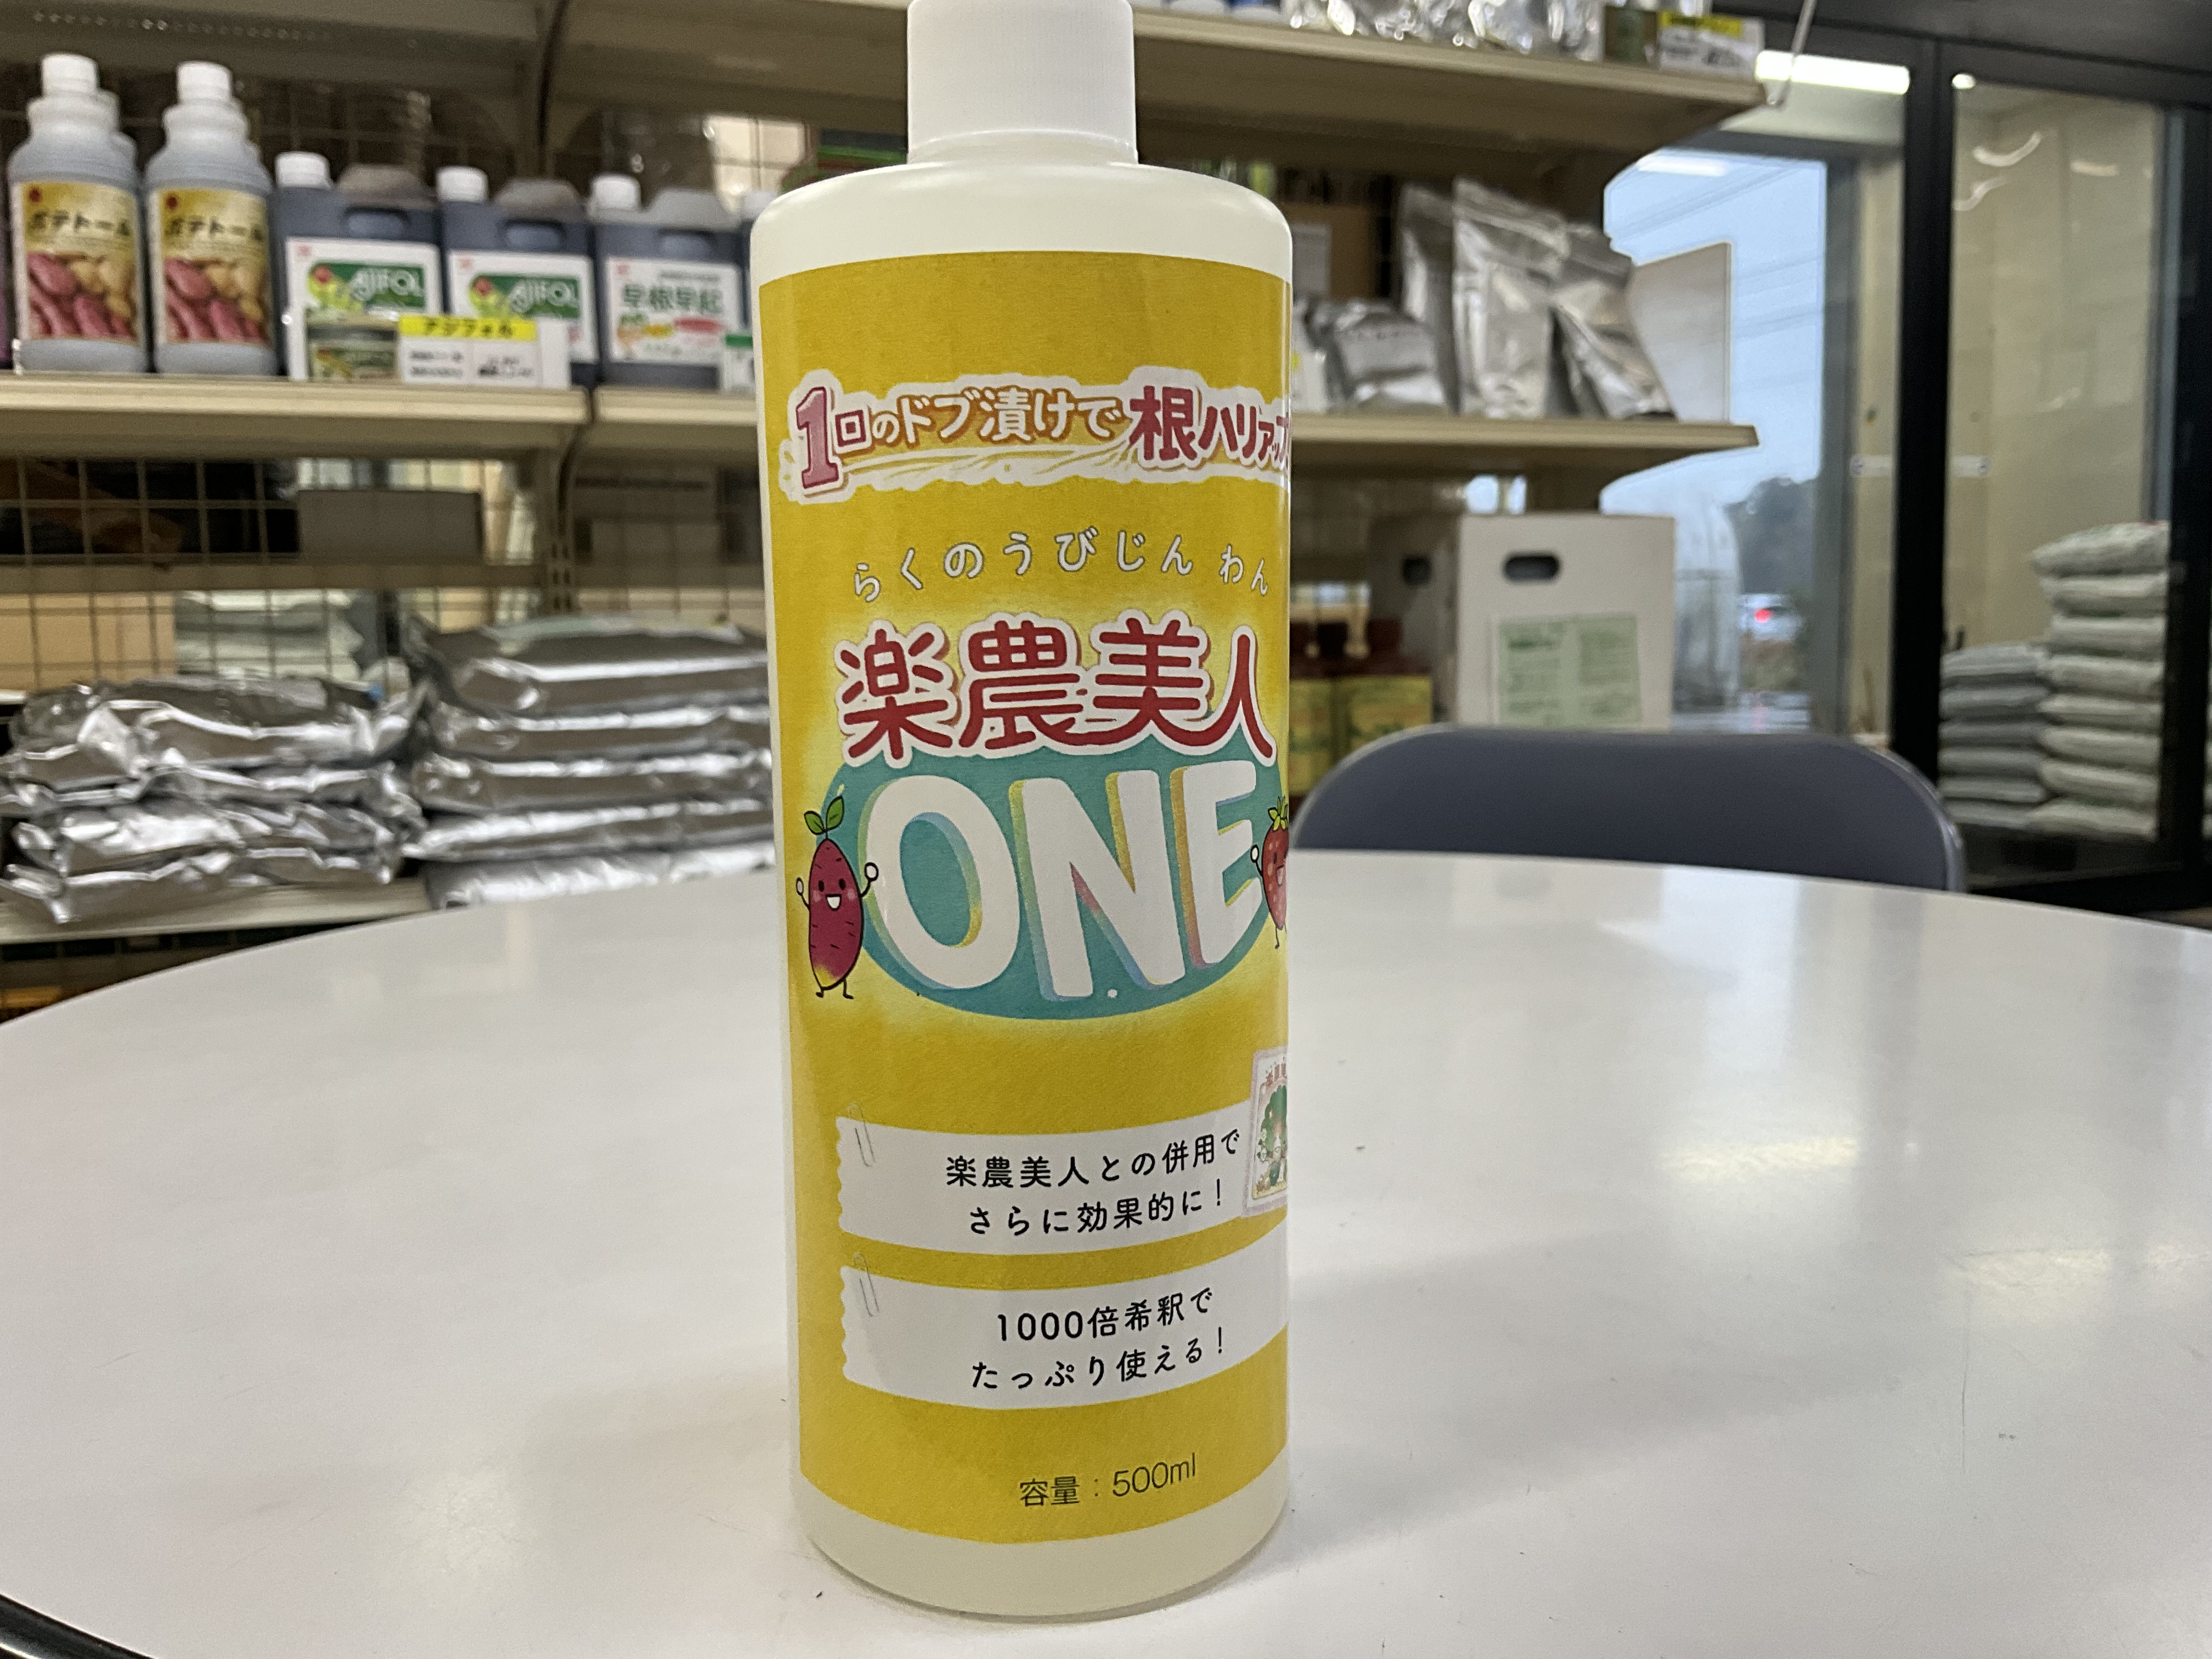 1回のドブ漬けで根ハリアップ
らくのうびじん わん
楽農美人
ONE
楽農美人との併用で
さらに効果的に！
1000倍希釈で
たっぷり使える！
容量：500ml
ポテトール
ポテトール
AJIFOL
AJIFOL
早根早起
アジフォル